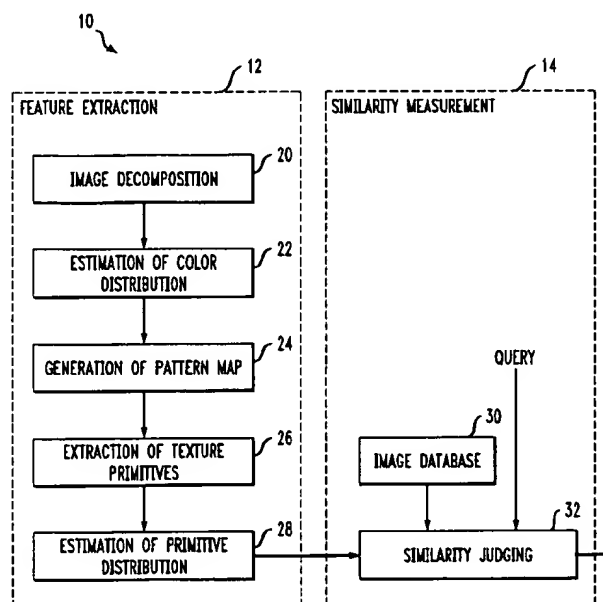 10
12
14
FEATURE EXTRACTION
SIMILARITY MEASUREMENT
20
IMAGE DECOMPOSITION
22
ESTIMATION OF COLOR
DISTRIBUTION
24
GENERATION OF PATTERN MAP
QUERY
26
EXTRACTION OF TEXTURE
PRIMITIVES
30
IMAGE DATABASE
28
ESTIMATION OF PRIMITIVE
DISTRIBUTION
32
SIMILARITY JUDGING